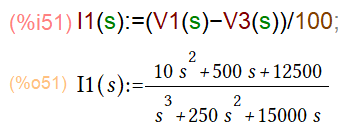 (%i51) I1(s):=(V1(s)−V3(s))/100;
(%o51) I1(s):= (10 s^2+500 s+12500)/(s^3+250 s^2+15000 s)